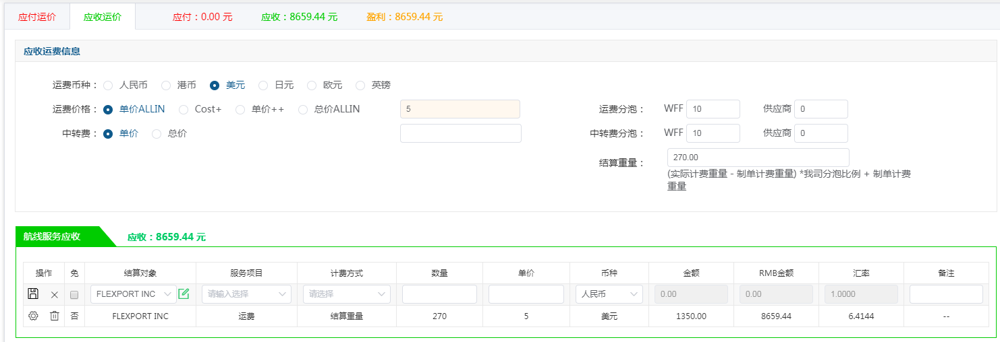 应付运价 应收运价 应付：0.00 元 应收：8659.44 元 盈利：8659.44 元
应收运费信息
运费币种： 人民币 港币 美元 日元 欧元 英镑
运费价格： 单价ALLIN Cost+ 单价++ 总价ALLIN 5 运费分泡： WFF 10 供应商 0
中转费： 单价 总价 中转费分泡： WFF 10 供应商 0
结算重量： 270.00
(实际计费重量 - 制单计费重量) *我司分泡比例 + 制单计费
重量
航线服务应收 应收：8659.44 元
操作 免 结算对象 服务项目 计费方式 数量 单价 币种 金额 RMB金额 汇率 备注
FLEXPORT INC 请输入选择 请选择 人民币 0.00 0.00 1.0000
否 FLEXPORT INC 运费 结算重量 270 5 美元 1350.00 8659.44 6.4144 --